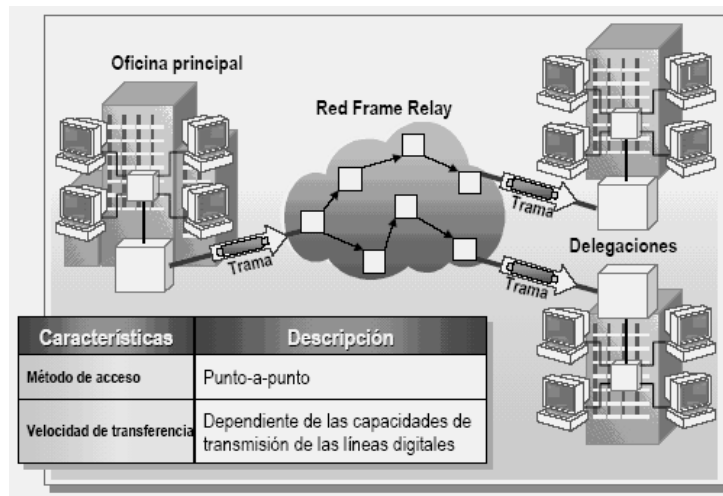 Oficina principal
Red Frame Relay
Trama
Trama
Delegaciones
Trama
Características Descripción
Método de acceso Punto-a-punto
Velocidad de transferencia Dependiente de las capacidades de
transmisión de las líneas digitales